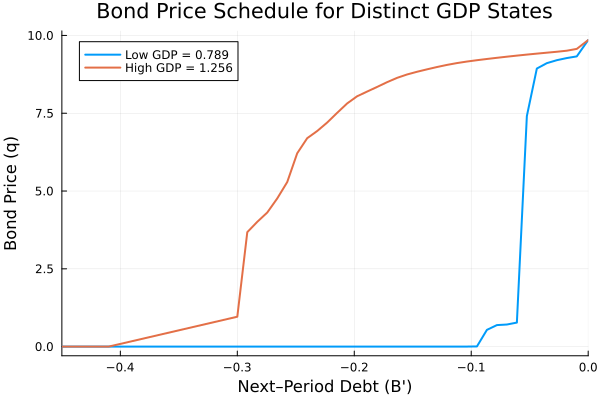 Bond Price Schedule for Distinct GDP States
Low GDP = 0.789
High GDP = 1.256
Bond Price (q)
10.0
7.5
5.0
2.5
0.0
−0.4
−0.3
−0.2
−0.1
0.0
Next–Period Debt (B')